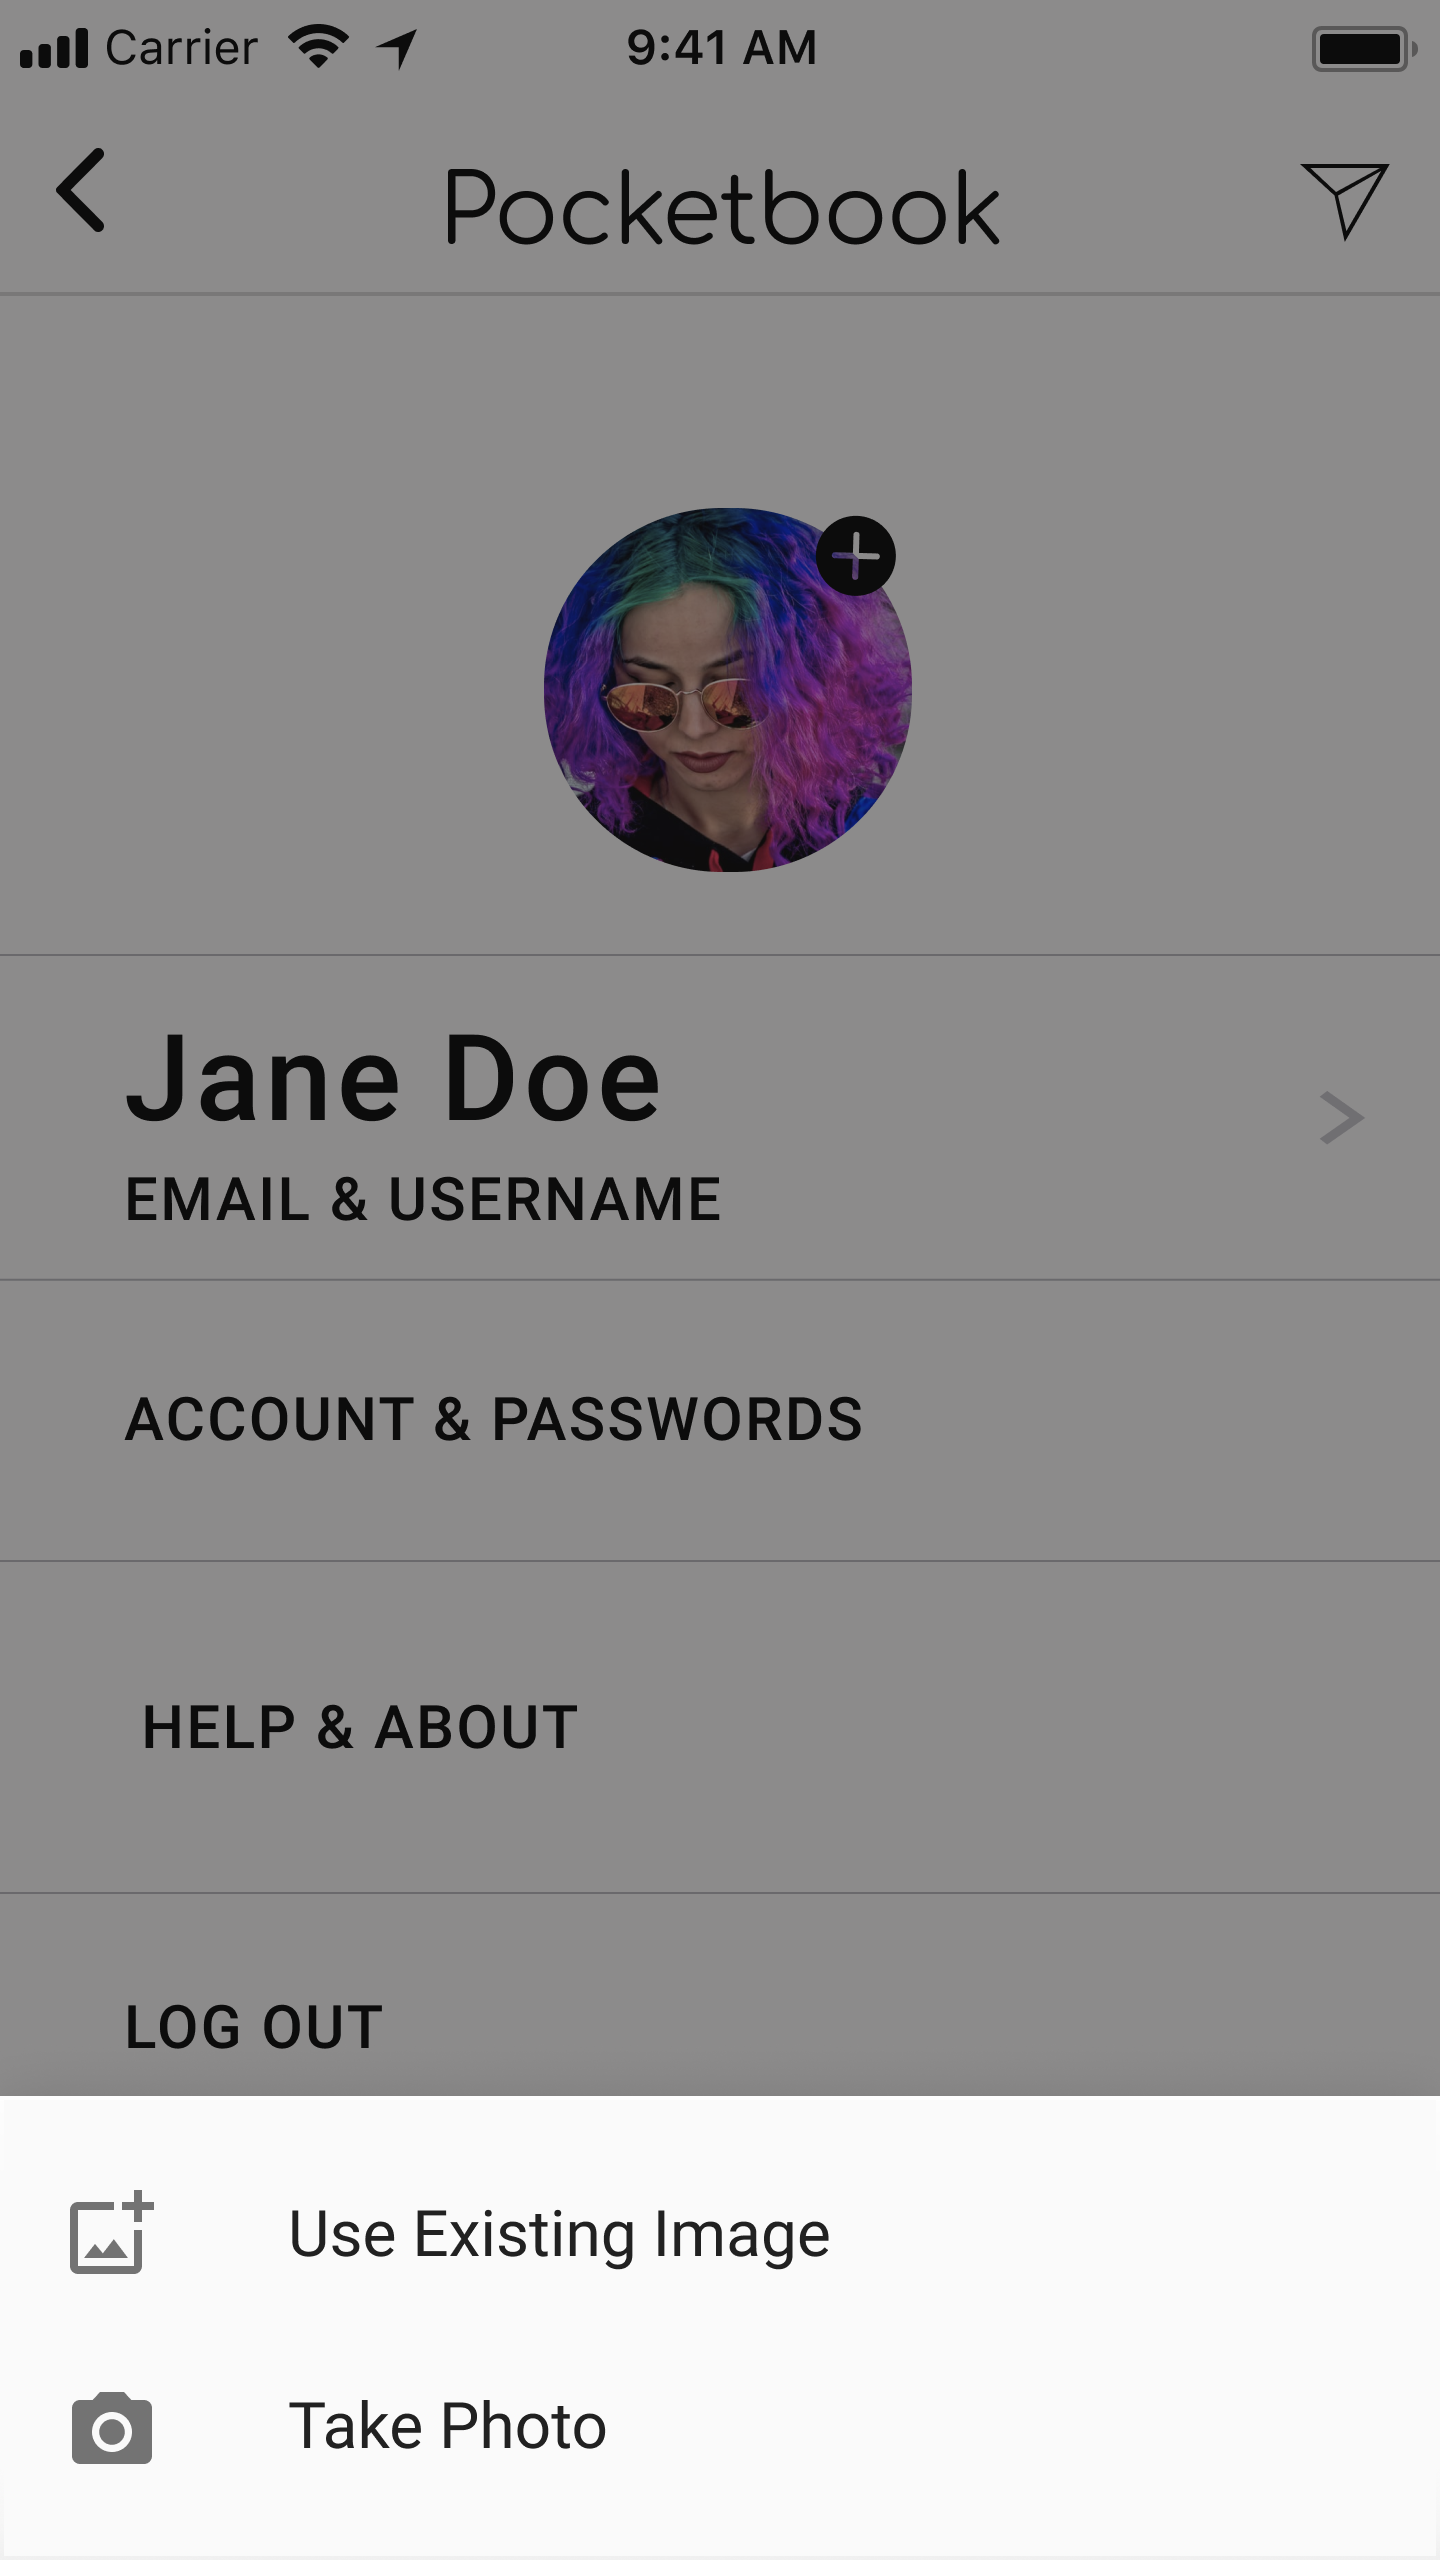 Carrier 9:41 AM
Pocketbook
Jane Doe
EMAIL & USERNAME
ACCOUNT & PASSWORDS
HELP & ABOUT
LOG OUT
Use Existing Image
Take Photo